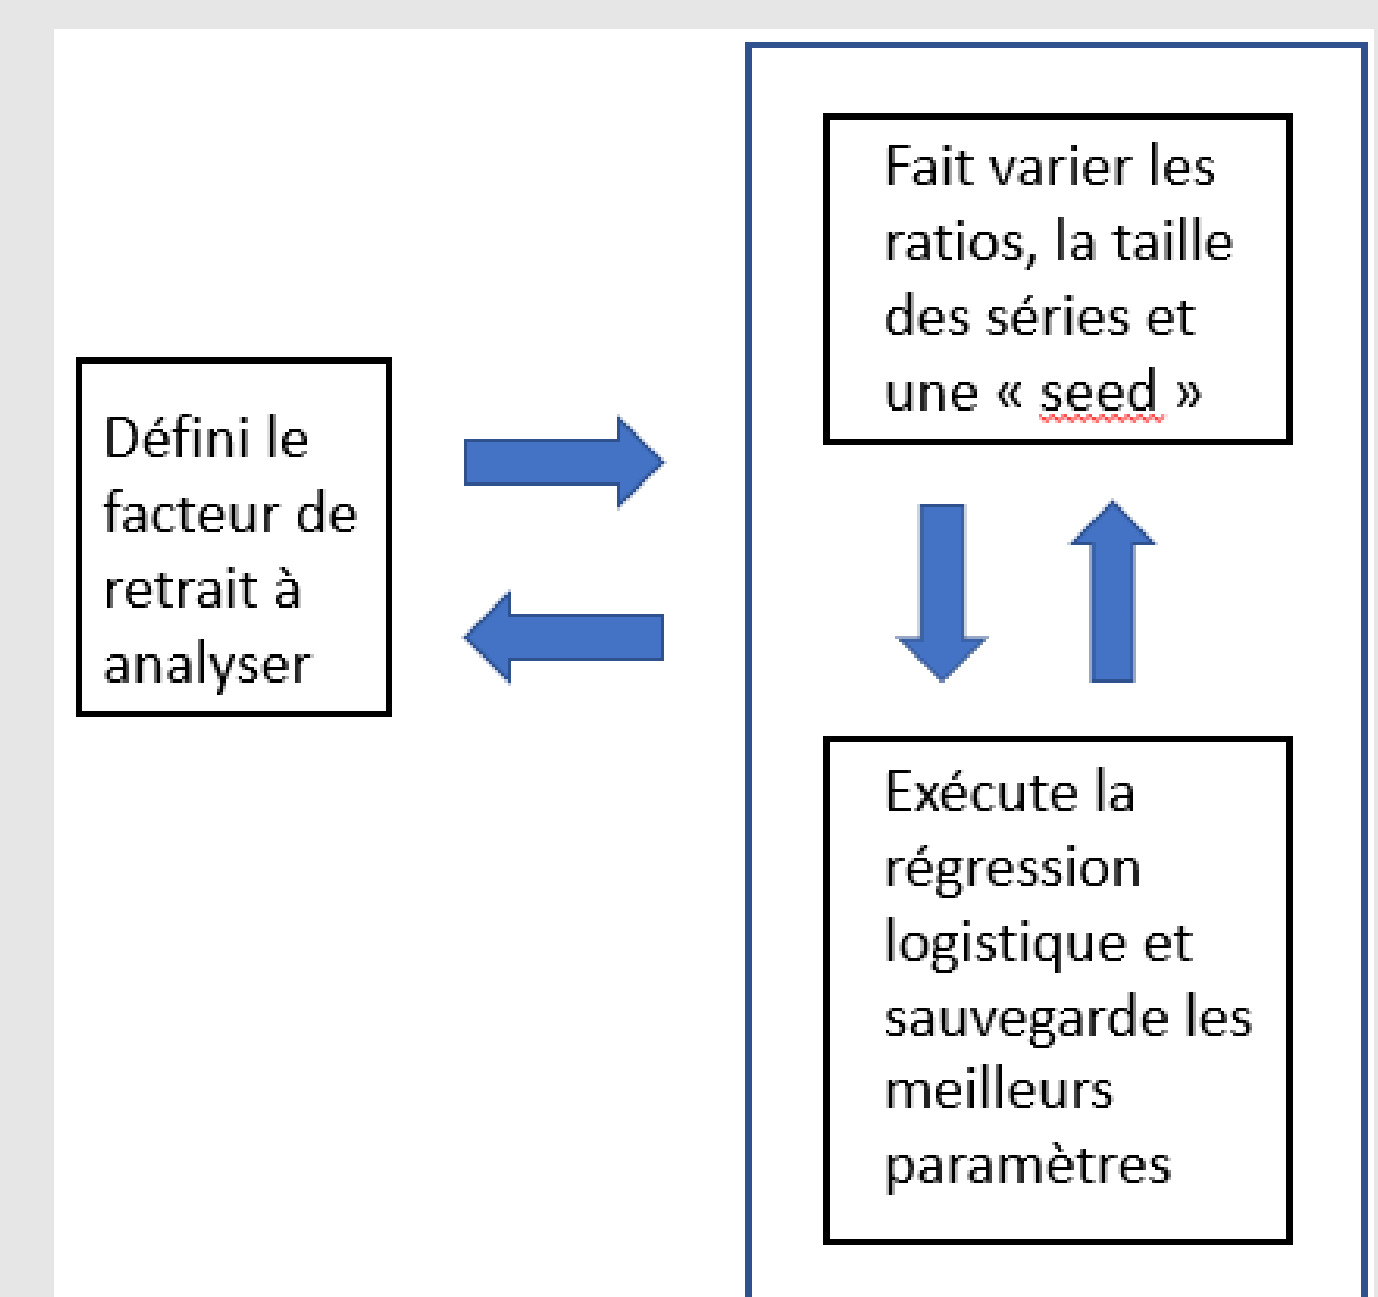 Défini le
facteur de
retrait à
analyser
Fait varier les
ratios, la taille
des séries et
une « seed »
Exécute la
régression
logistique et
sauvegarde les
meilleurs
paramètres